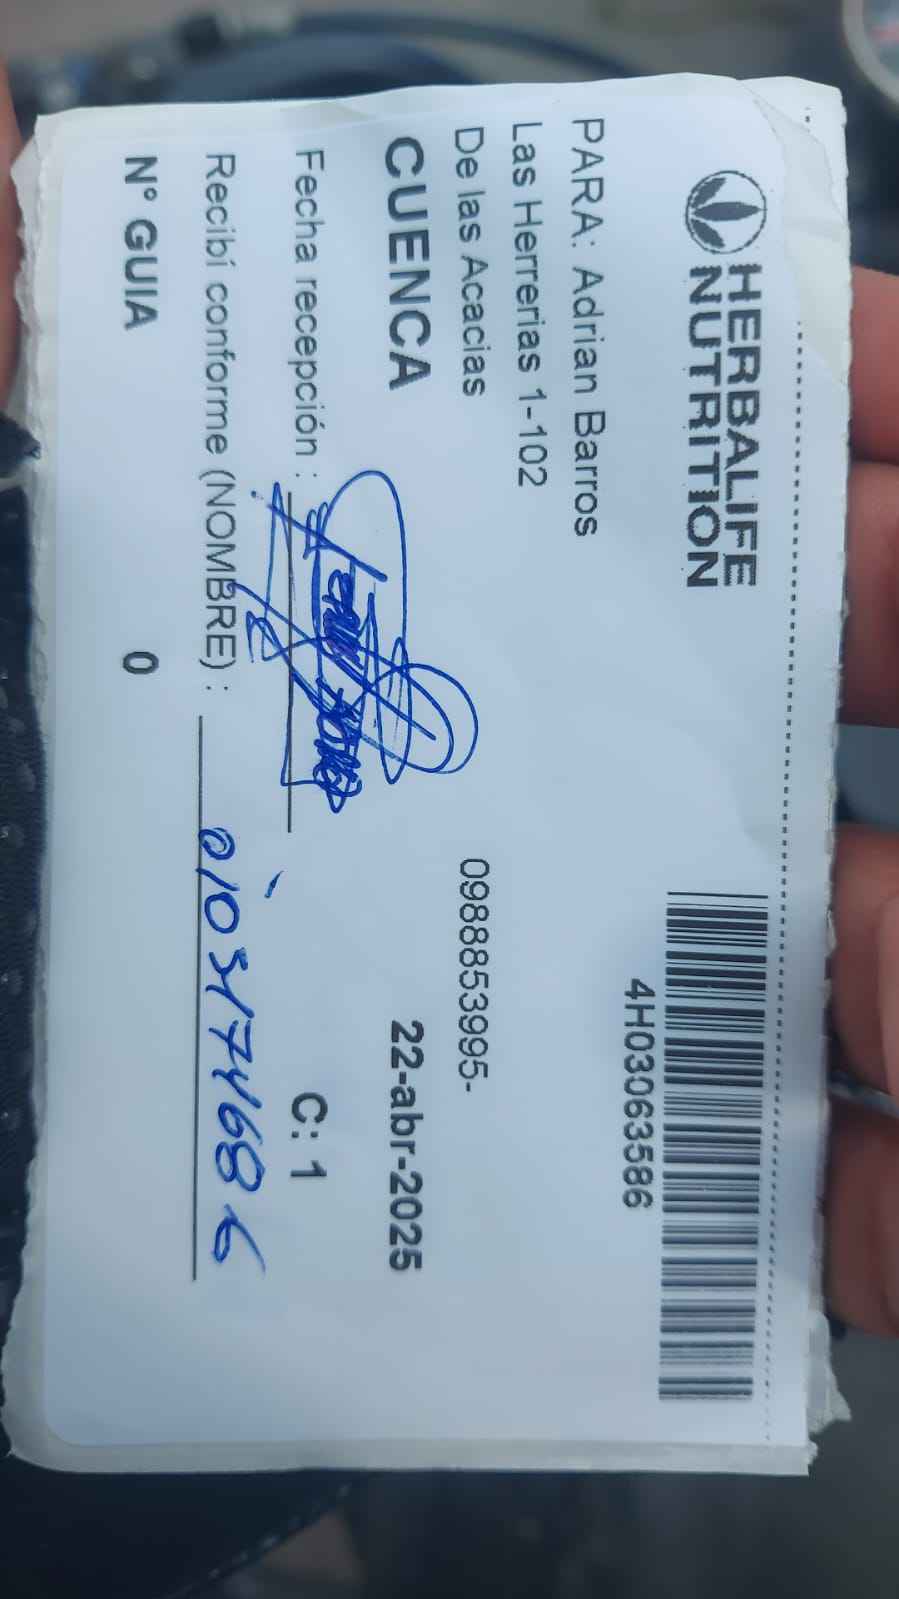 HERBALIFE
NUTRITION
4H03063586
PARA: Adrian Barros
Las Herrerias 1-102
De las Acacias
0988853995-
CUENCA
22-abr-2025
Fecha recepción :
C: 1
Recibí conforme (NOMBRE) :
N° GUIA
0